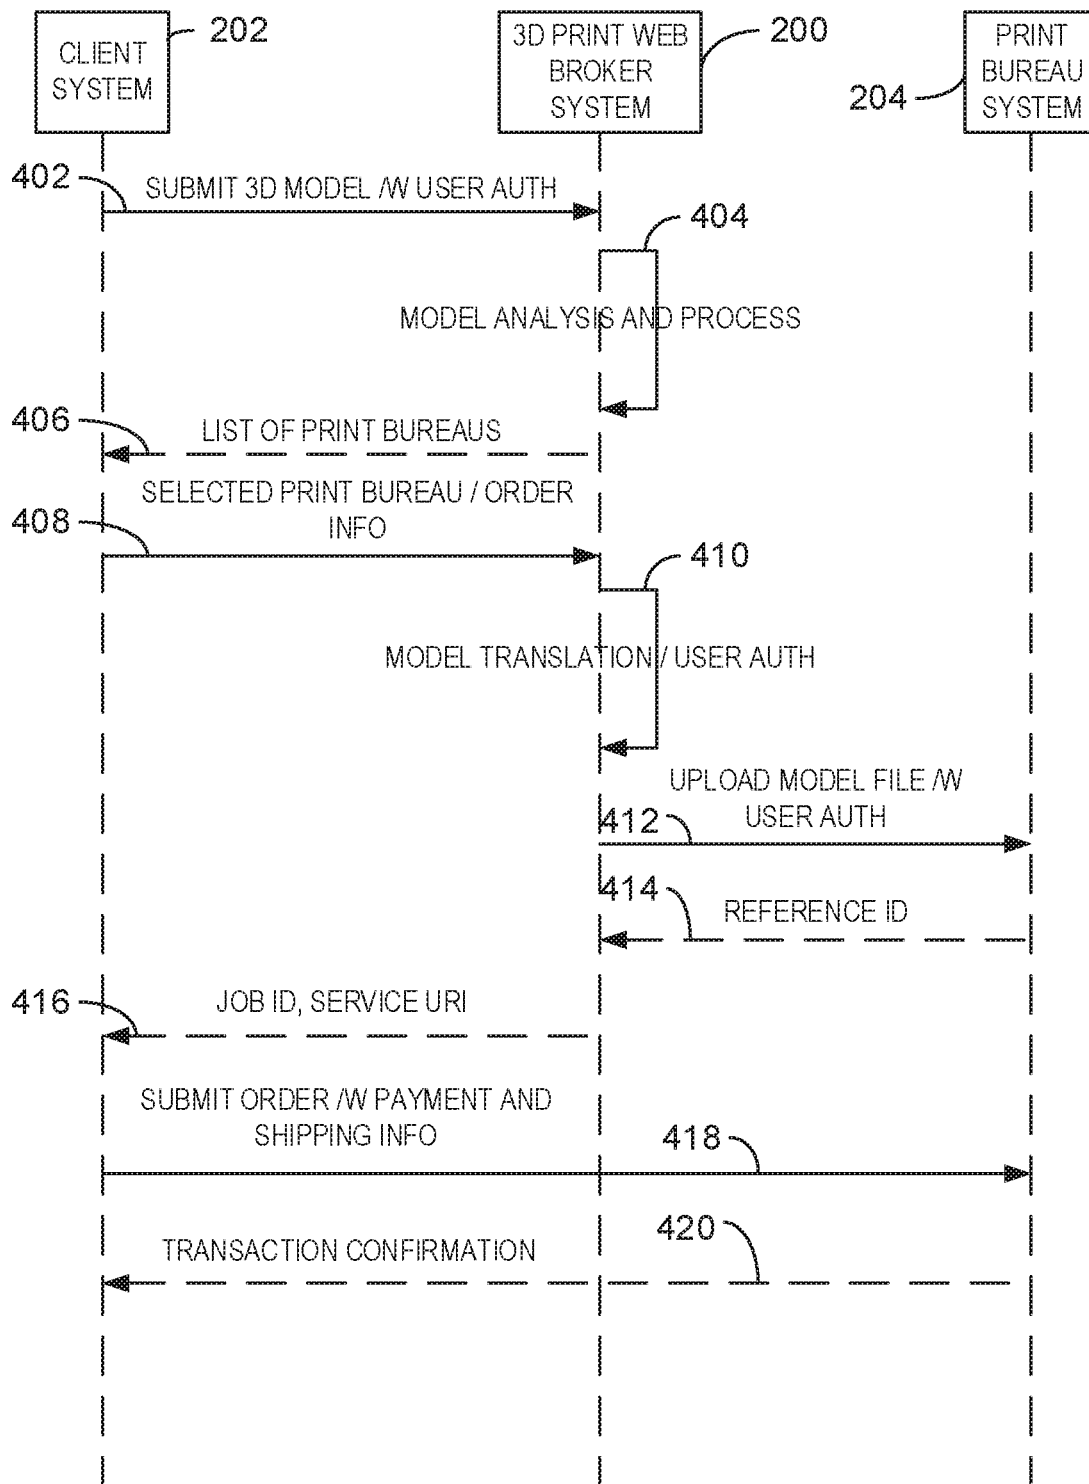 CLIENT
SYSTEM
202
3D PRINT WEB
BROKER
SYSTEM
200
PRINT
BUREAU
SYSTEM
204
402
SUBMIT 3D MODEL /W USER AUTH
404
MODEL ANALYSIS AND PROCESS
406
LIST OF PRINT BUREAUS
SELECTED PRINT BUREAU / ORDER
INFO
408
410
MODEL TRANSLATION / USER AUTH
UPLOAD MODEL FILE /W
USER AUTH
412
414
REFERENCE ID
416
JOB ID, SERVICE URI
SUBMIT ORDER /W PAYMENT AND
SHIPPING INFO
418
420
TRANSACTION CONFIRMATION